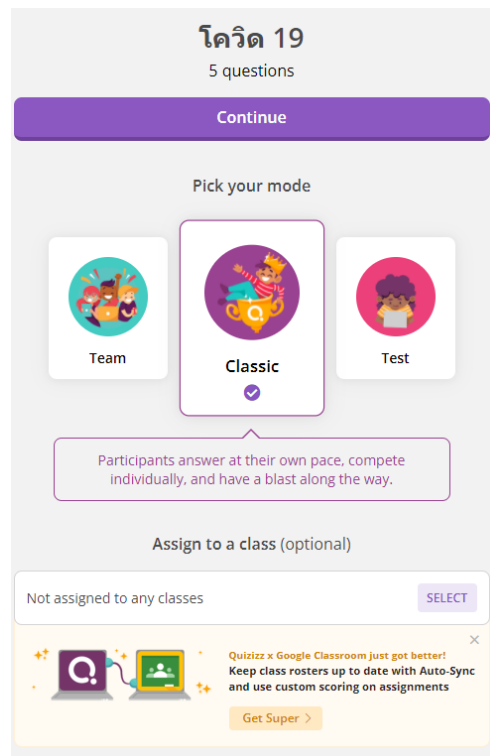 โควิด 19
5 questions
Continue
Pick your mode
Team
Classic
Test
Participants answer at their own pace, compete
individually, and have a blast along the way.
Assign to a class (optional)
Not assigned to any classes
SELECT
Quizizz x Google Classroom just got better!
Keep class rosters up to date with Auto-Sync
and use custom scoring on assignments
Get Super >